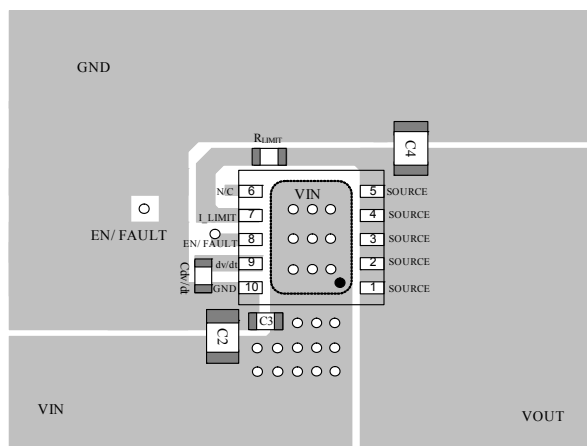 GND
C4
RLIMIT
N/C 6 VIN 5 SOURCE
I_LIMIT 7 4 SOURCE
EN/ FAULT
EN/ FAULT 8 3 SOURCE
dv/dt 9 2 SOURCE
Cdv/dt
GND 10 1 SOURCE
C3
C2
VIN
VOUT